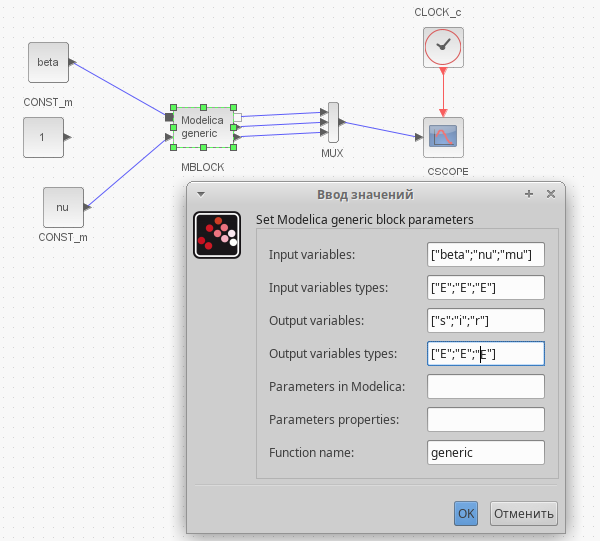 CLOCK_c
beta
CONST_m
1
Modelica
generic
MBLOCK
MUX
CSCOPE
nu
CONST_m
Ввод значений
Set Modelica generic block parameters
Input variables: ["beta";"nu";"mu"]
Input variables types: ["E";"E";"E"]
Output variables: ["s";"i";"r"]
Output variables types: ["E";"E";"E"]
Parameters in Modelica:
Parameters properties:
Function name: generic
OK Отменить